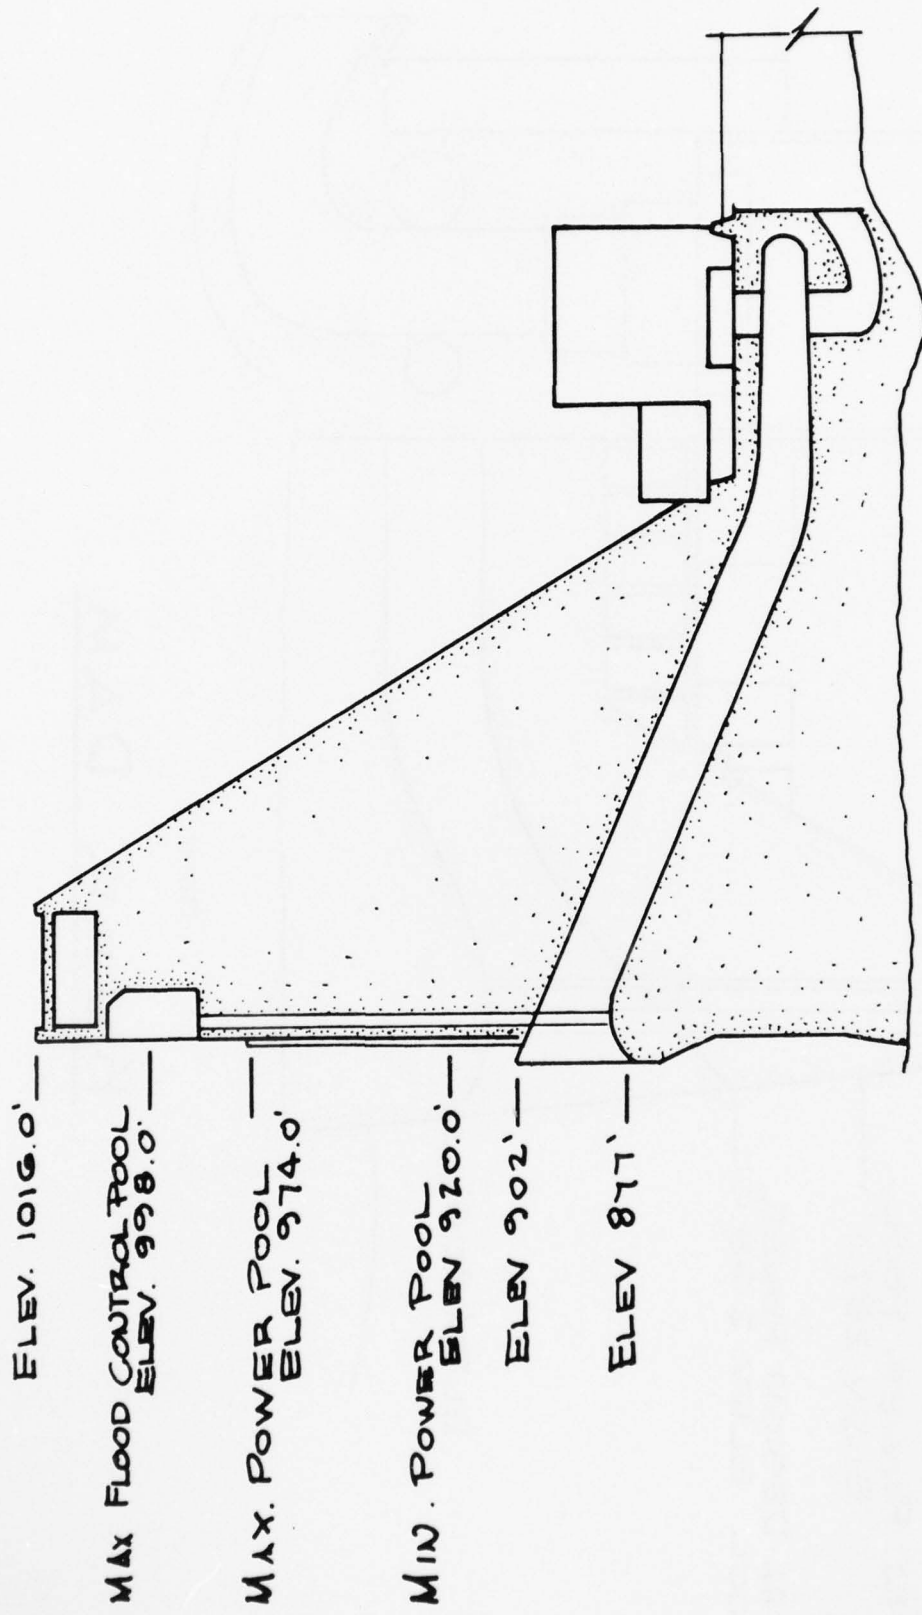 ELEV. 1016.0'
MAX FLOOD CONTROL POOL
ELEV. 998.0'
MAX. POWER POOL
ELEV. 974.0'
MIN. POWER POOL
ELEV 920.0'
ELEV 902'
ELEV 877'